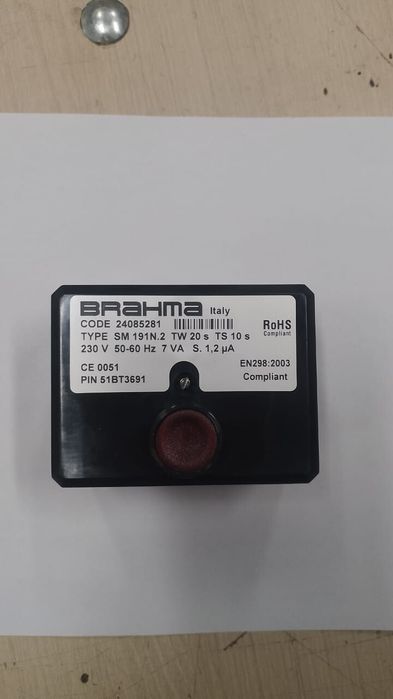 BRAHMA Italy
CODE 24085281
RoHS
Compliant
TYPE SM 191N.2 TW 20 s TS 10 s
230 V 50-60 Hz 7 VA S. 1,2 µA
CE 0051
EN298:2003
PIN 51BT3691
Compliant